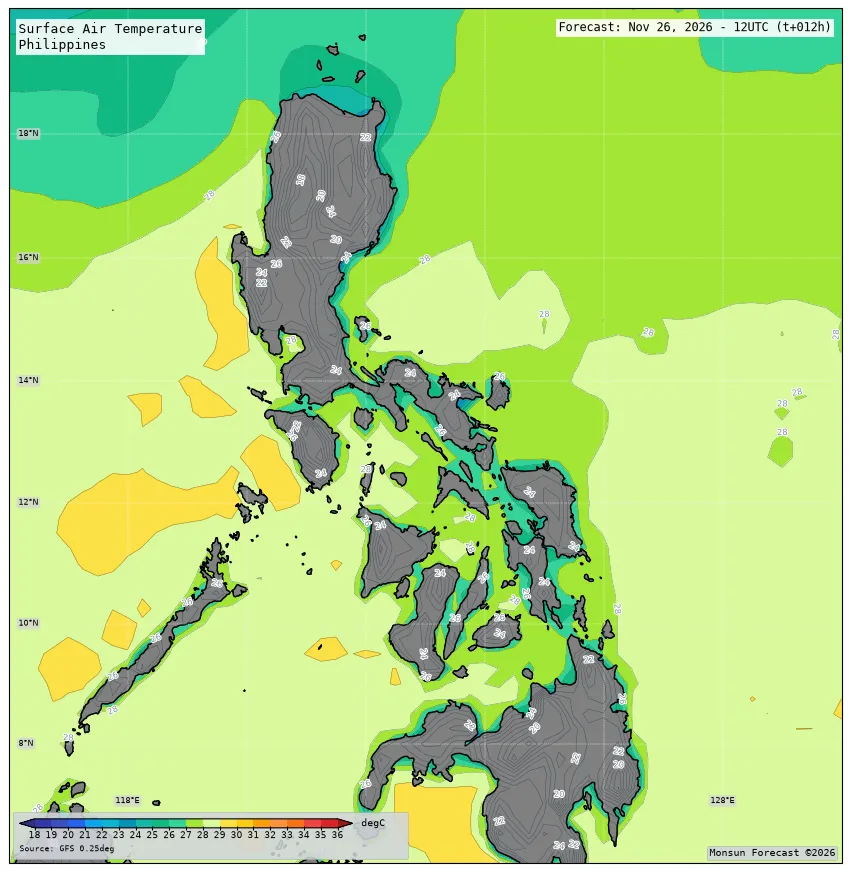 Surface Air Temperature
Philippines
Forecast: Nov 26, 2026 - 12UTC (t+012h)
18°N
16°N
14°N
12°N
10°N
8°N
118°E
128°E
18 19 20 21 22 23 24 25 26 27 28 29 30 31 32 33 34 35 36
degC
Source: GFS 0.25deg
Monsun Forecast ©2026